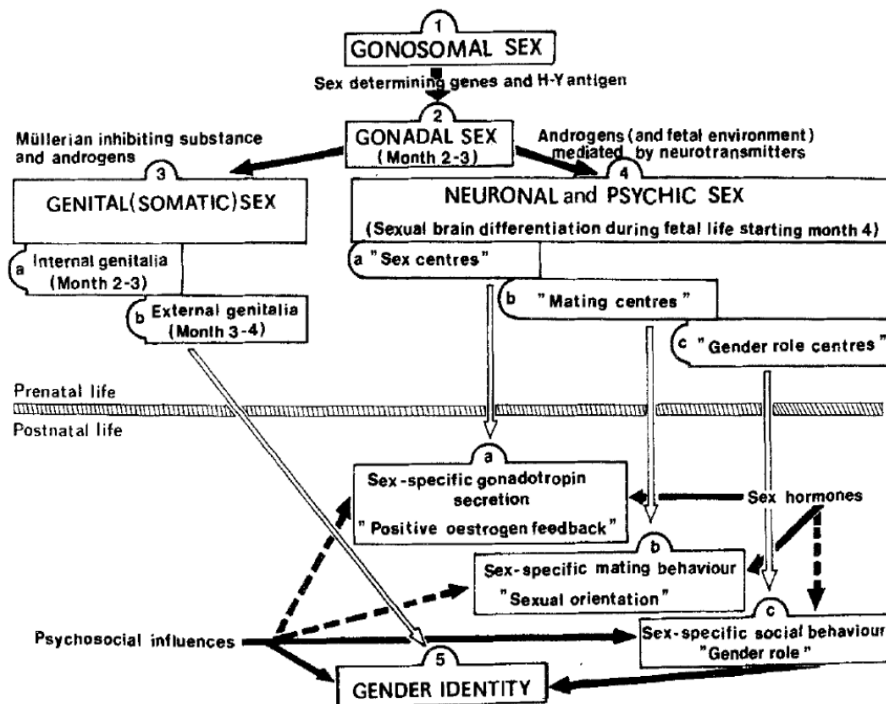 1
GONOSOMAL SEX
Sex determining genes and H-Y antigen
2
GONADAL SEX
(Month 2-3)
Müllerian inhibiting substance
and androgens
Androgens (and fetal environment)
mediated by neurotransmitters
3
GENITAL (SOMATIC) SEX
4
NEURONAL and PSYCHIC SEX
(Sexual brain differentiation during fetal life starting month 4)
a
Internal genitalia
(Month 2-3)
b
External genitalia
(Month 3-4)
a
"Sex centres"
b
"Mating centres"
c
"Gender role centres"
Prenatal life
Postnatal life
a
Sex-specific gonadotropin
secretion
"Positive oestrogen feedback"
Sex hormones
b
Sex-specific mating behaviour
"Sexual orientation"
c
Sex-specific social behaviour
"Gender role"
Psychosocial influences
5
GENDER IDENTITY